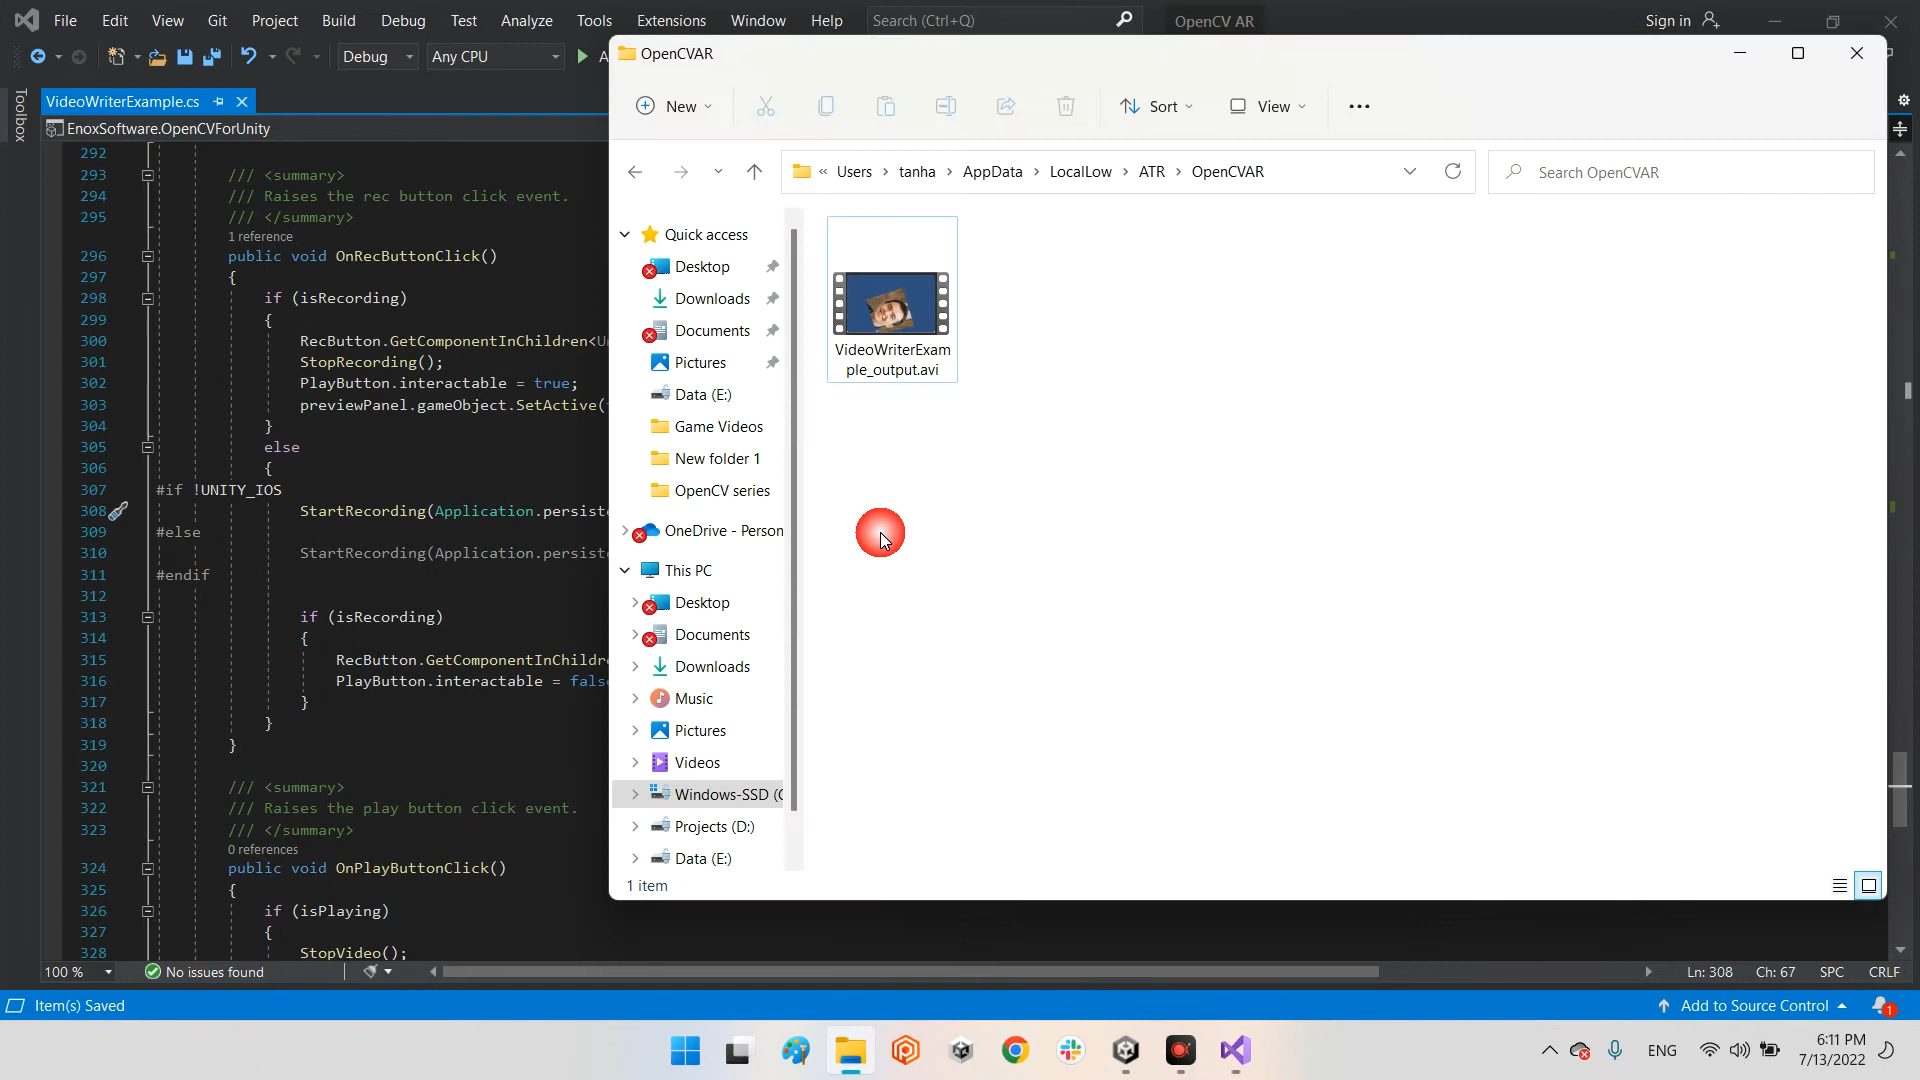 File Edit View Git Project Build Debug Test Analyze Tools Extensions Window Help Search (Ctrl+Q) OpenCV AR Sign in
Debug Any CPU
Toolbox
VideoWriterExample.cs
EnoxSoftware.OpenCVForUnity
292
293 /// <summary>
294 /// Raises the rec button click event.
295 /// </summary>
1 reference
296 public void OnRecButtonClick()
297 {
298 if (isRecording)
299 {
300 RecButton.GetComponentInChildren<U
301 StopRecording();
302 PlayButton.interactable = true;
303 previewPanel.gameObject.SetActive(
304 }
305 else
306 {
307 #if !UNITY_IOS
308 StartRecording(Application.persist
309 #else
310 StartRecording(Application.persist
311 #endif
312
313 if (isRecording)
314 {
315 RecButton.GetComponentInChildr
316 PlayButton.interactable = fals
317 }
318 }
319 }
320
321 /// <summary>
322 /// Raises the play button click event.
323 /// </summary>
0 references
324 public void OnPlayButtonClick()
325 {
326 if (isPlaying)
327 {
328 StopVideo();
100 % No issues found Ln: 308 Ch: 67 SPC CRLF
Item(s) Saved Add to Source Control 1
OpenCVAR
New Sort View
« Users > tanha > AppData > LocalLow > ATR > OpenCVAR Search OpenCVAR
Quick access
Desktop
Downloads
Documents
Pictures
Data (E:)
Game Videos
New folder 1
OpenCV series
OneDrive - Person
This PC
Desktop
Documents
Downloads
Music
Pictures
Videos
Windows-SSD (
Projects (D:)
Data (E:)
VideoWriterExam
ple_output.avi
1 item
ENG 6:11 PM
7/13/2022